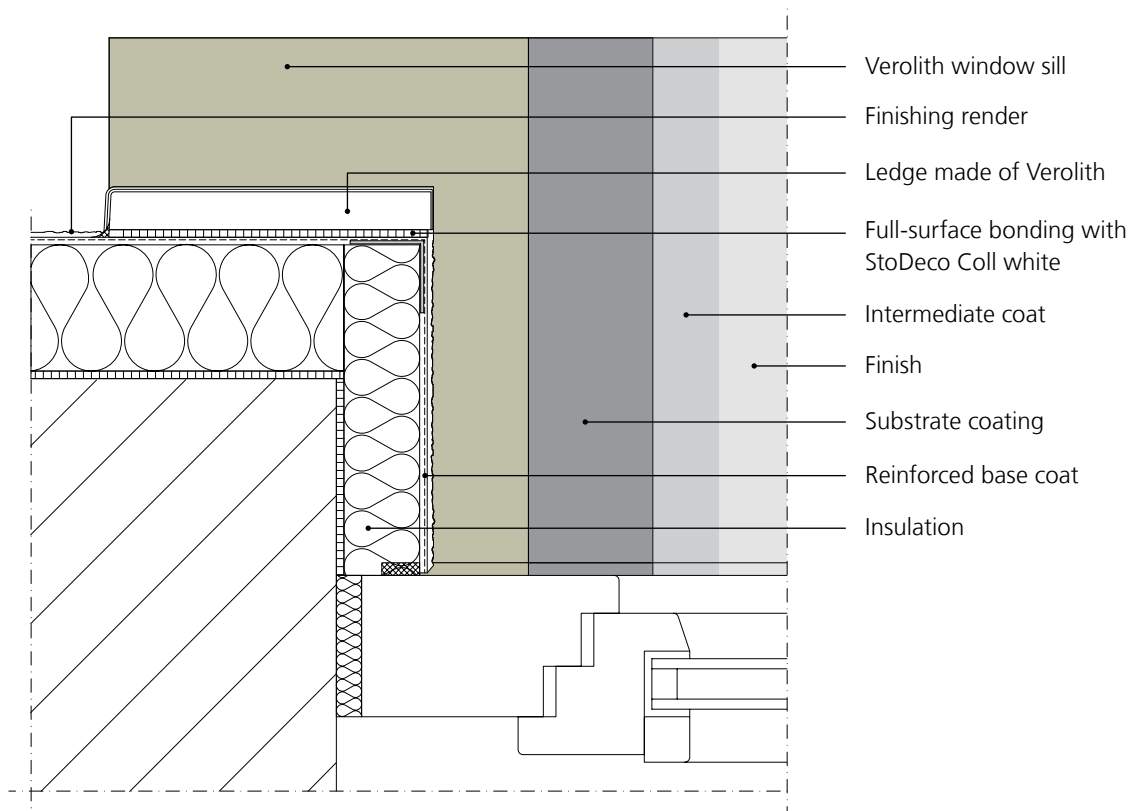 Verolith window sill
Finishing render
Ledge made of Verolith
Full-surface bonding with
StoDeco Coll white
Intermediate coat
Finish
Substrate coating
Reinforced base coat
Insulation